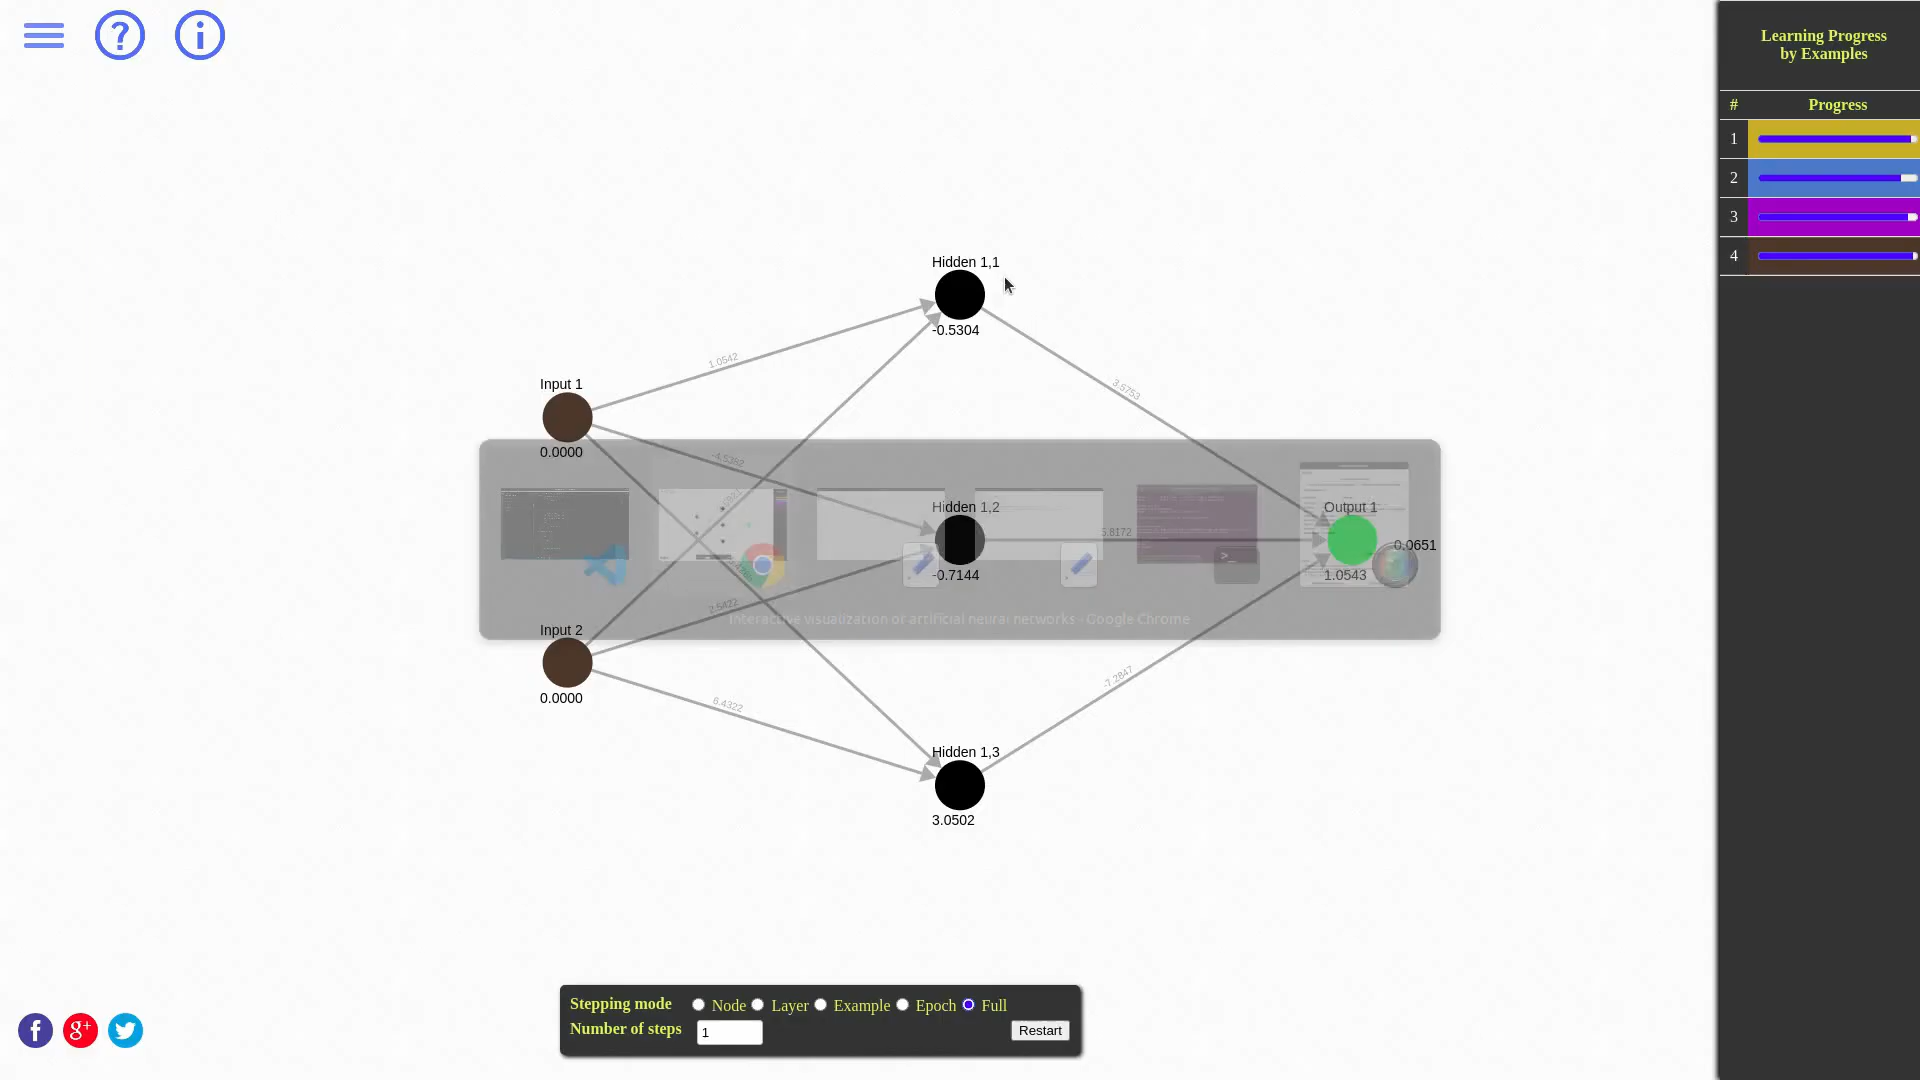 Learning Progress
by Examples
# Progress
1
2
3
4
Hidden 1,1
-0.5304
1.0542
3.5753
Input 1
0.0000
-4.5352
Hidden 1,2
-0.7144
5.8172
Output 1
0.0651
1.0543
2.5422
Interactive visualization of artificial neural networks - Google Chrome
Input 2
0.0000
6.4322
-7.2847
Hidden 1,3
3.0502
Stepping mode Node Layer Example Epoch Full
Number of steps 1 Restart